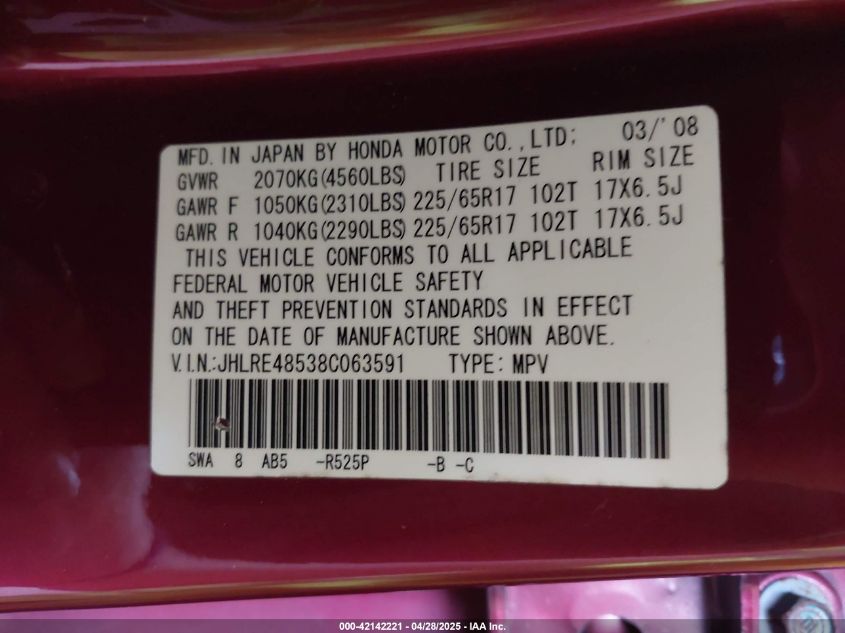 MFD. IN JAPAN BY HONDA MOTOR CO.,LTD; 03/'08
GVWR 2070KG(4560LBS) TIRE SIZE RIM SIZE
GAWR F 1050KG(2310LBS) 225/65R17 102T 17X6.5J
GAWR R 1040KG(2290LBS) 225/65R17 102T 17X6.5J
THIS VEHICLE CONFORMS TO ALL APPLICABLE
FEDERAL MOTOR VEHICLE SAFETY
AND THEFT PREVENTION STANDARDS IN EFFECT
ON THE DATE OF MANUFACTURE SHOWN ABOVE.
V.I.N.:JHLRE48538C063591 TYPE: MPV
SWA 8 AB5 -R525P -B -C
000-42142221 | 04/28/2025 | IAA Inc.